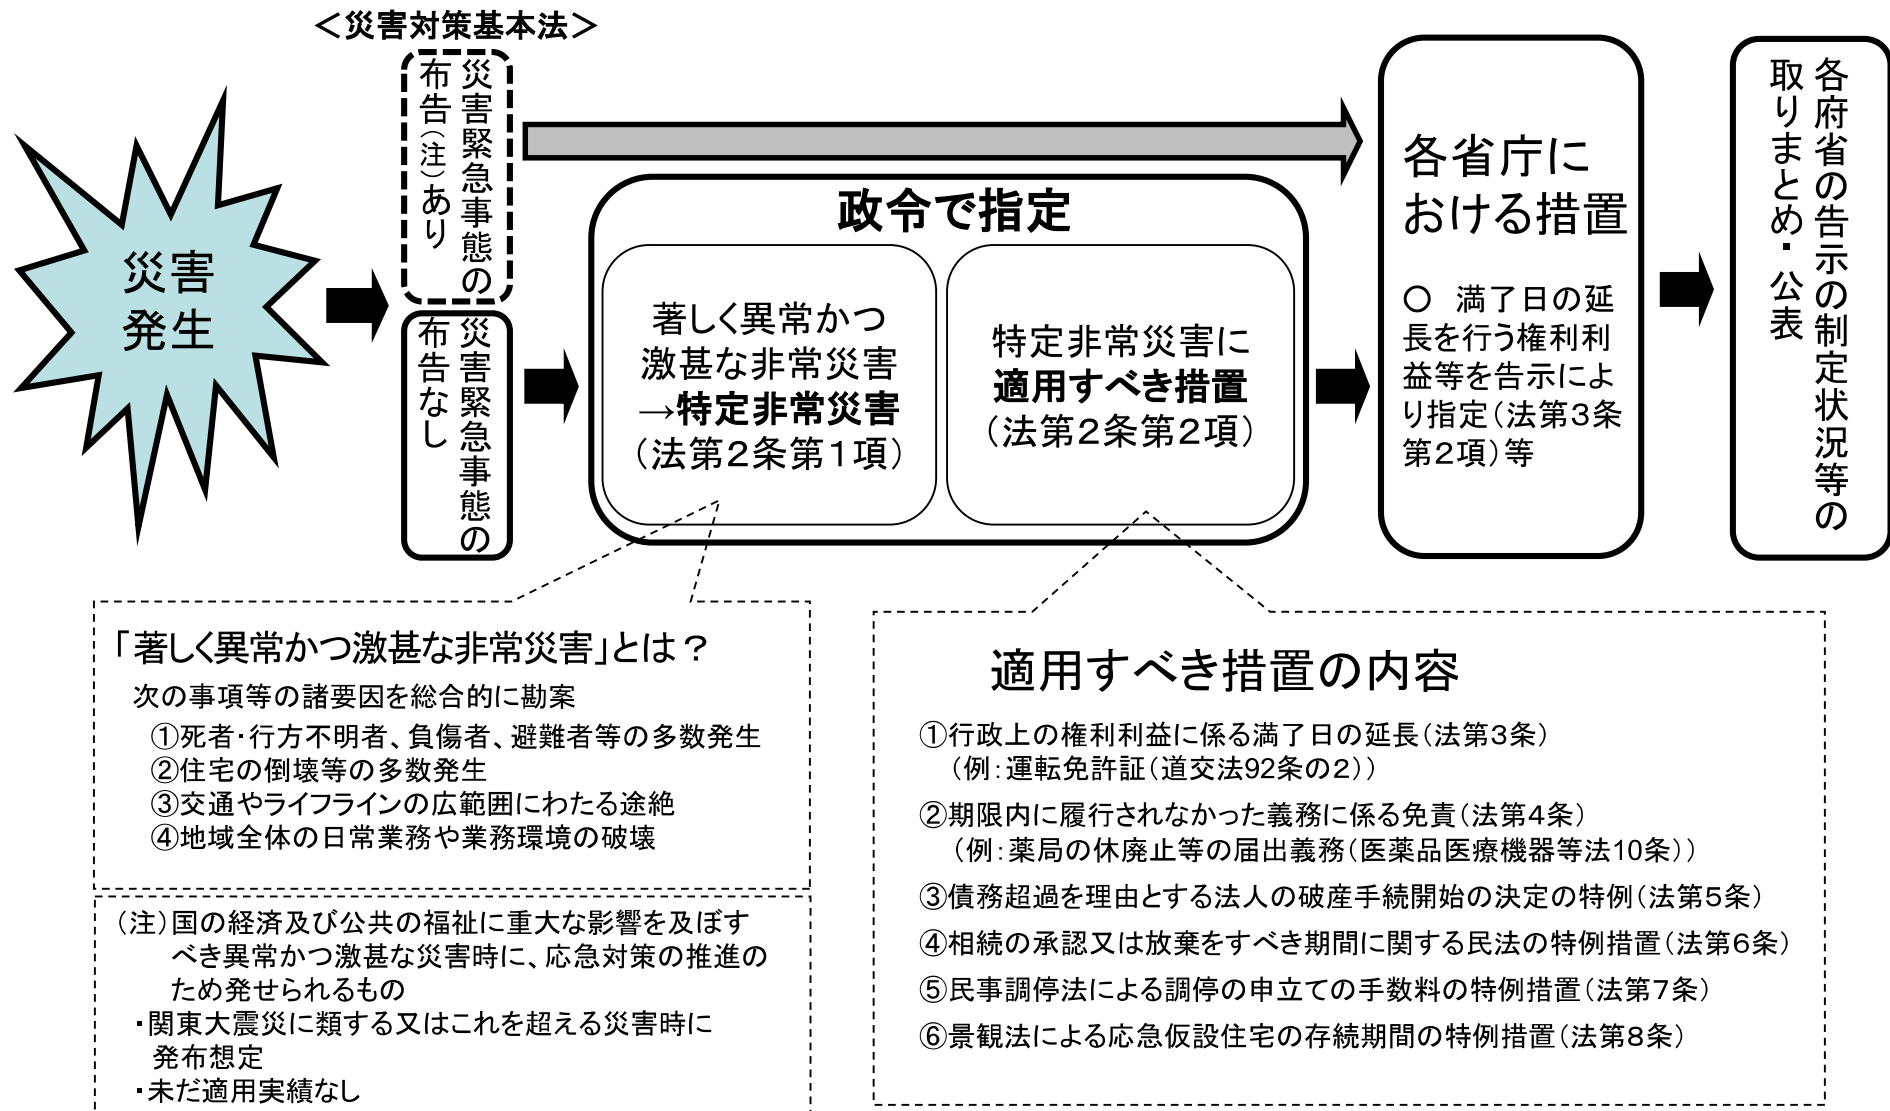 ＜災害対策基本法＞
災害発生
災害緊急事態の
布告（注）あり
災害緊急事態の
布告なし
政令で指定
著しく異常かつ
激甚な非常災害
→特定非常災害
（法第２条第１項）
特定非常災害に
適用すべき措置
（法第２条第２項）
各省庁に
おける措置
○　満了日の延
長を行う権利利
益等を告示によ
り指定（法第３条
第２項）等
各府省の告示の制定状況等の
取りまとめ・公表
「著しく異常かつ激甚な非常災害」とは？
次の事項等の諸要因を総合的に勘案
①死者・行方不明者、負傷者、避難者等の多数発生
②住宅の倒壊等の多数発生
③交通やライフラインの広範囲にわたる途絶
④地域全体の日常業務や業務環境の破壊
（注）国の経済及び公共の福祉に重大な影響を及ぼす
べき異常かつ激甚な災害時に、応急対策の推進の
ため発せられるもの
・関東大震災に類する又はこれを超える災害時に
発布想定
・未だ適用実績なし
適用すべき措置の内容
①行政上の権利利益に係る満了日の延長（法第３条）
（例：運転免許証（道交法92条の２））
②期限内に履行されなかった義務に係る免責（法第４条）
（例：薬局の休廃止等の届出義務（医薬品医療機器等法10条））
③債務超過を理由とする法人の破産手続開始の決定の特例（法第５条）
④相続の承認又は放棄をすべき期間に関する民法の特例措置（法第６条）
⑤民事調停法による調停の申立ての手数料の特例措置（法第７条）
⑥景観法による応急仮設住宅の存続期間の特例措置（法第８条）